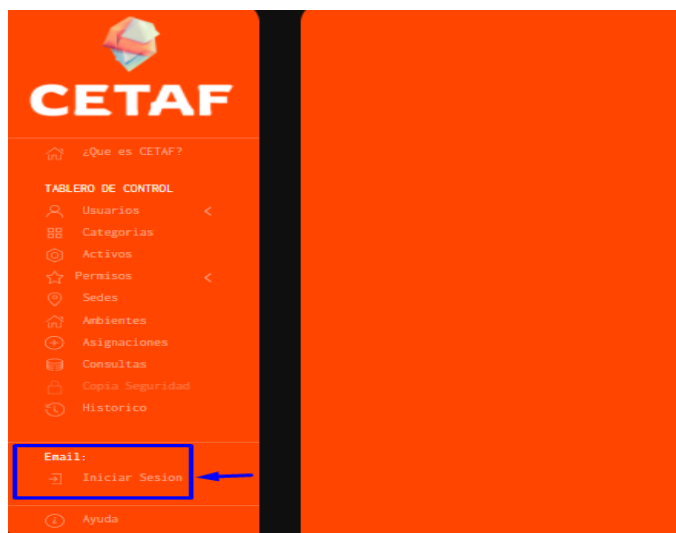 CETAF
¿Que es CETAF?
TABLERO DE CONTROL
Usuarios
Categorias
Activos
Permisos
Sedes
Ambientes
Asignaciones
Consultas
Copia Seguridad
Historico
Email:
Iniciar Sesion
Ayuda